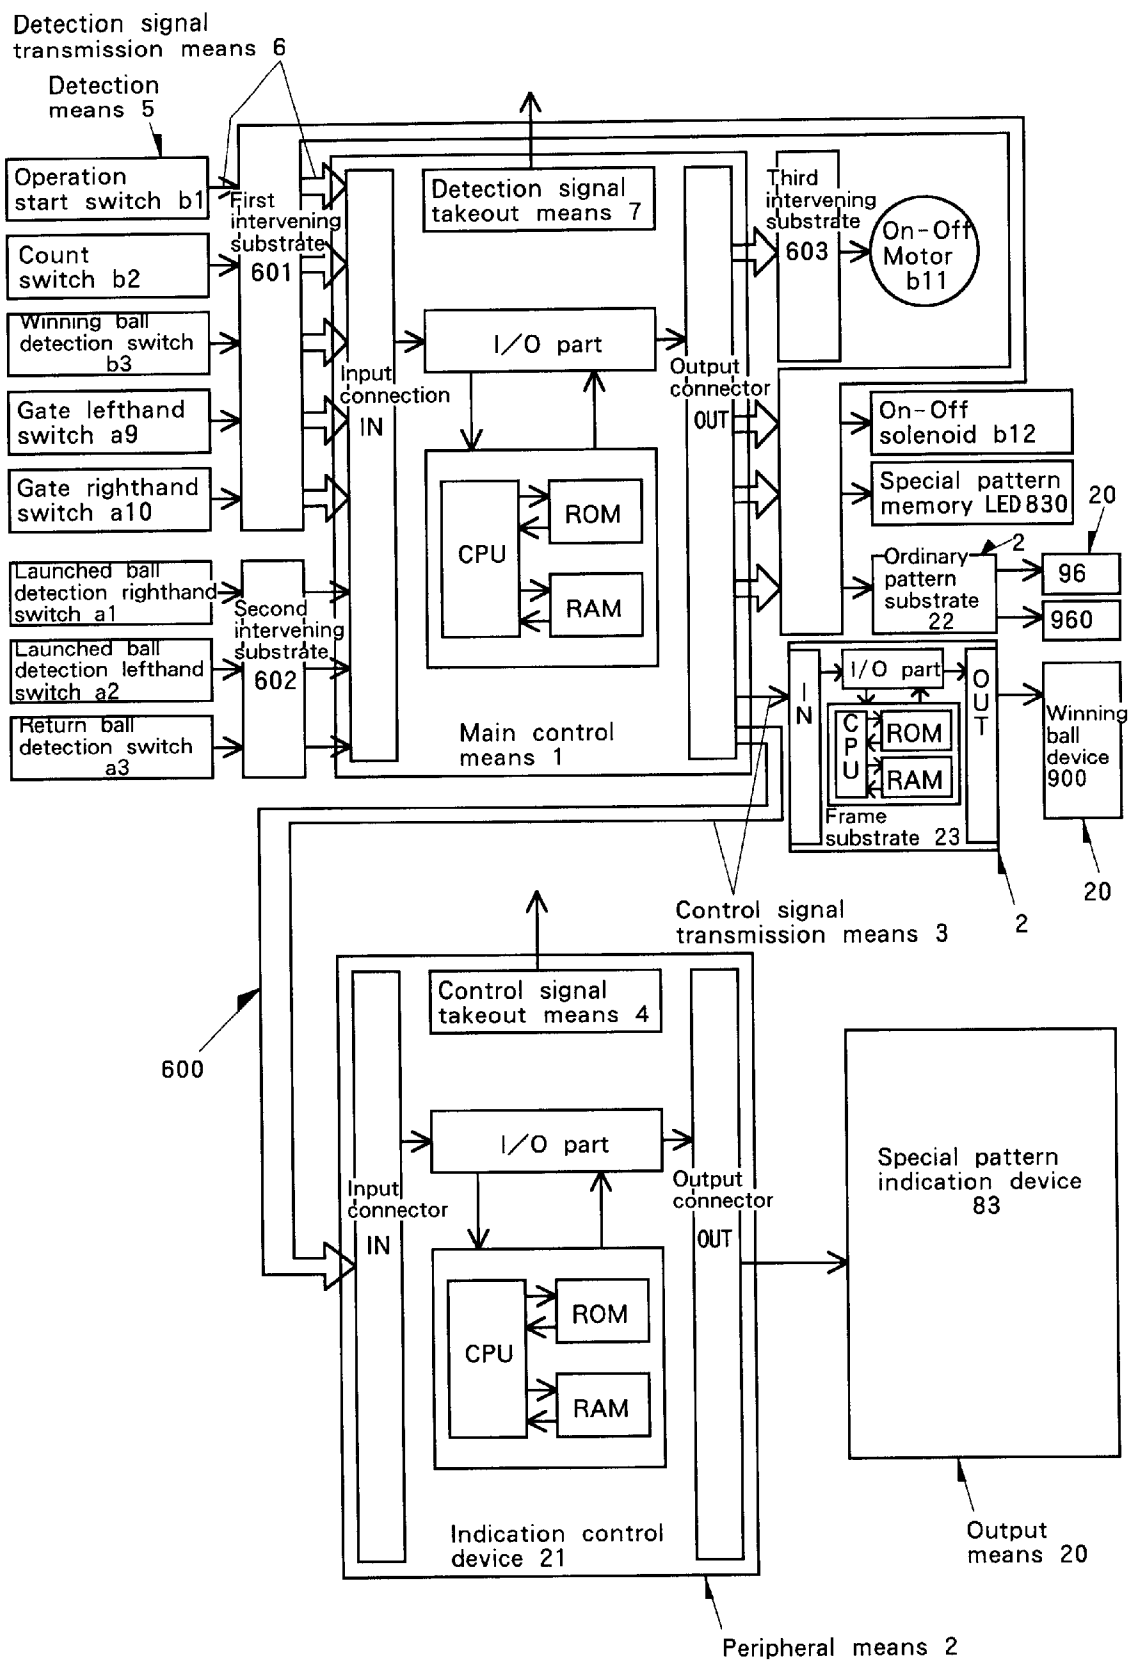 Detection signal
transmission means 6
Detection
means 5
Operation
start switch b1
Count
switch b2
Winning ball
detection switch
b3
Gate lefthand
switch a9
Gate righthand
switch a10
Launched ball
detection righthand
switch a1
Launched ball
detection lefthand
switch a2
Return ball
detection switch
a3
First
intervening
substrate
601
Second
intervening
substrate
602
Input
connection
IN
Detection signal
takeout means 7
I/O part
CPU
ROM
RAM
Main control
means 1
Output
connector
OUT
Third
intervening
substrate
603
On-Off
Motor
b11
On-Off
solenoid b12
Special pattern
memory LED830
Ordinary
pattern
substrate
22
2
20
96
960
IN
I/O part
CPU
ROM
RAM
OUT
Frame
substrate 23
Winning
ball
device
900
20
2
Control signal
transmission means 3
600
Control signal
takeout means 4
Input
connector
IN
I/O part
CPU
ROM
RAM
Output
connector
OUT
Indication control
device 21
Special pattern
indication device
83
Output
means 20
Peripheral means 2